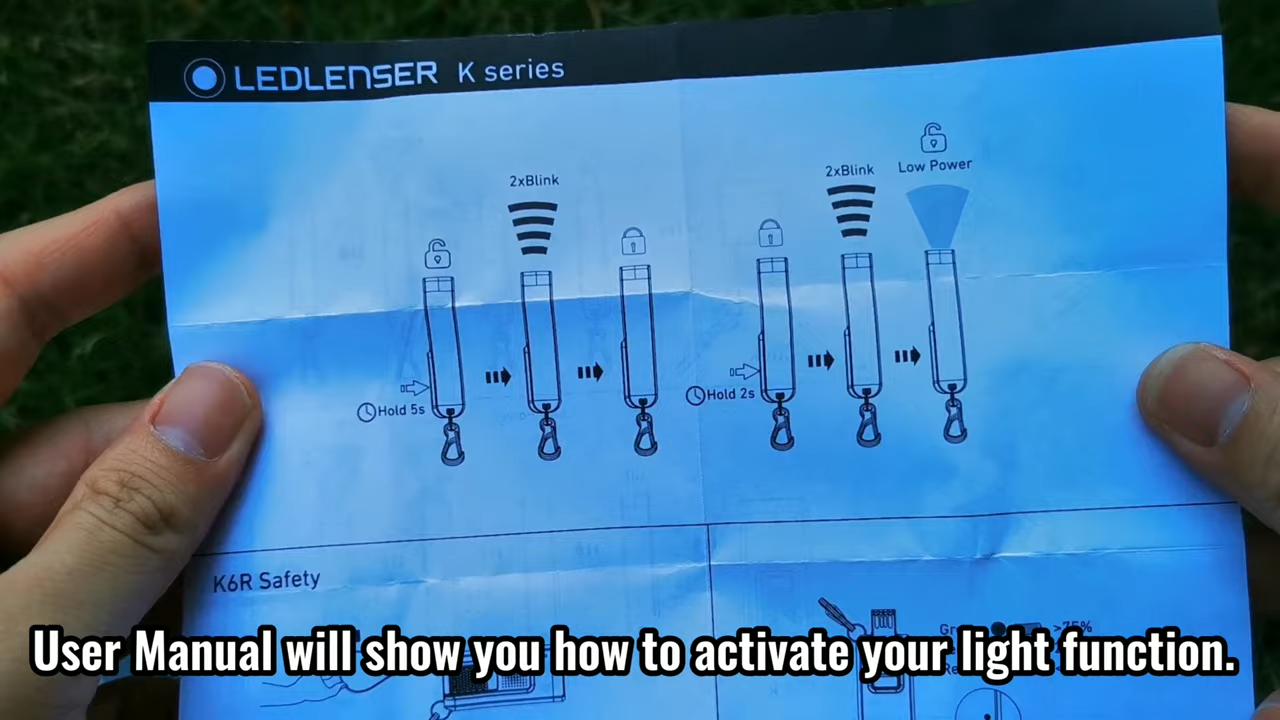 LEDLENSER K series
2xBlink
2xBlink
Low Power
Hold 5s
Hold 2s
K6R Safety
>75%
User Manual will show you how to activate your light function.